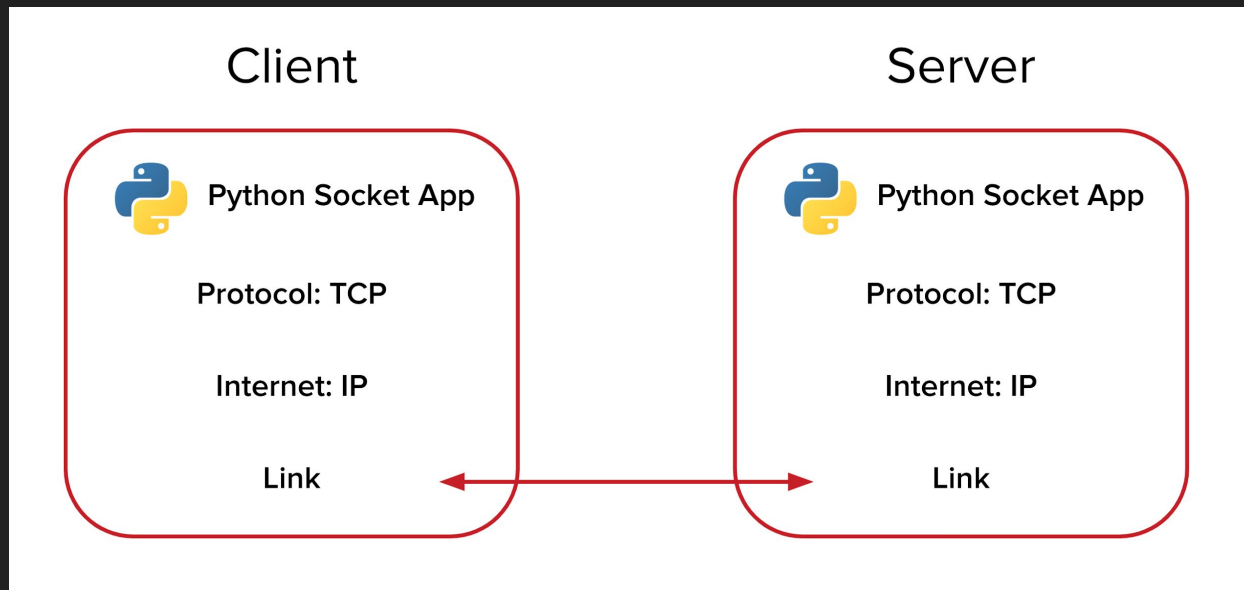 Client
Python Socket App
Protocol: TCP
Internet: IP
Link
Server
Python Socket App
Protocol: TCP
Internet: IP
Link